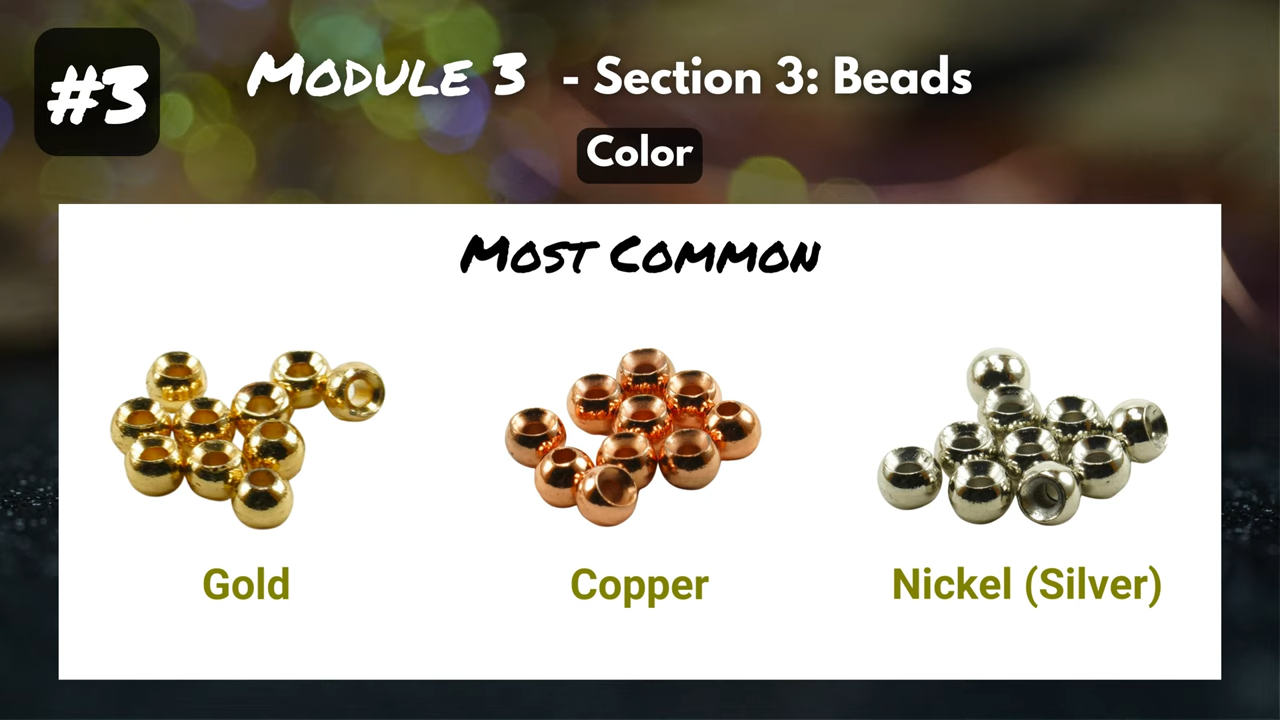 #3
Module 3 - Section 3: Beads
Color
Most Common
Gold Copper Nickel (Silver)